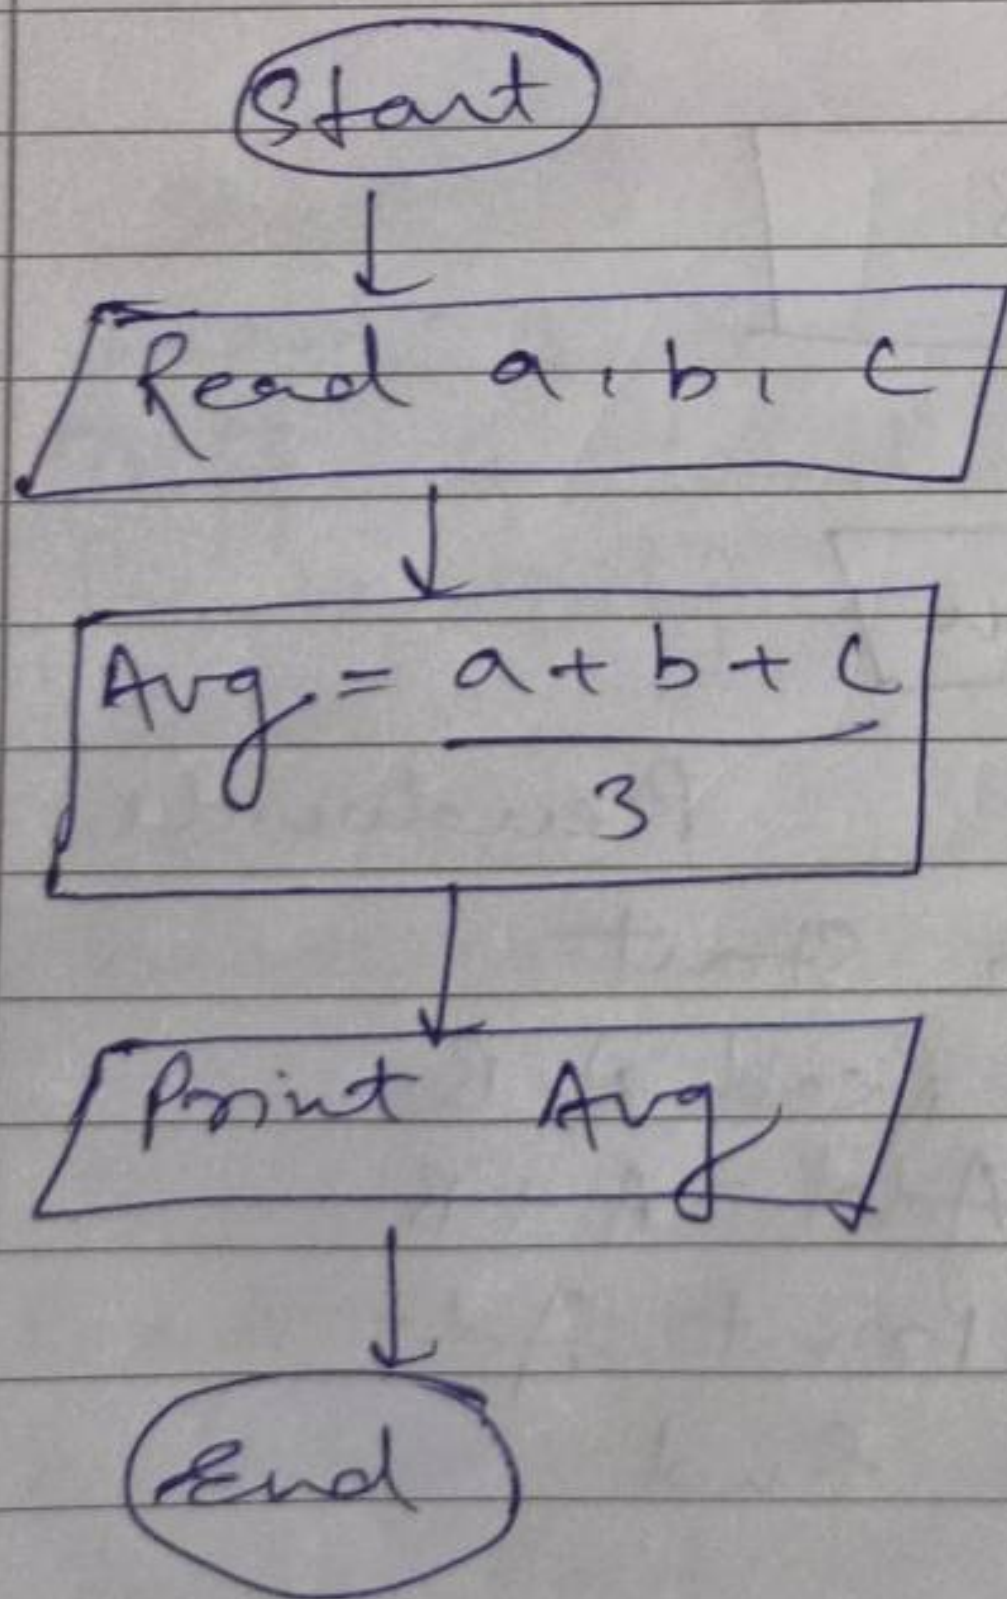 Start
Read a, b, c
Avg = a + b + c
3
Print Avg
End